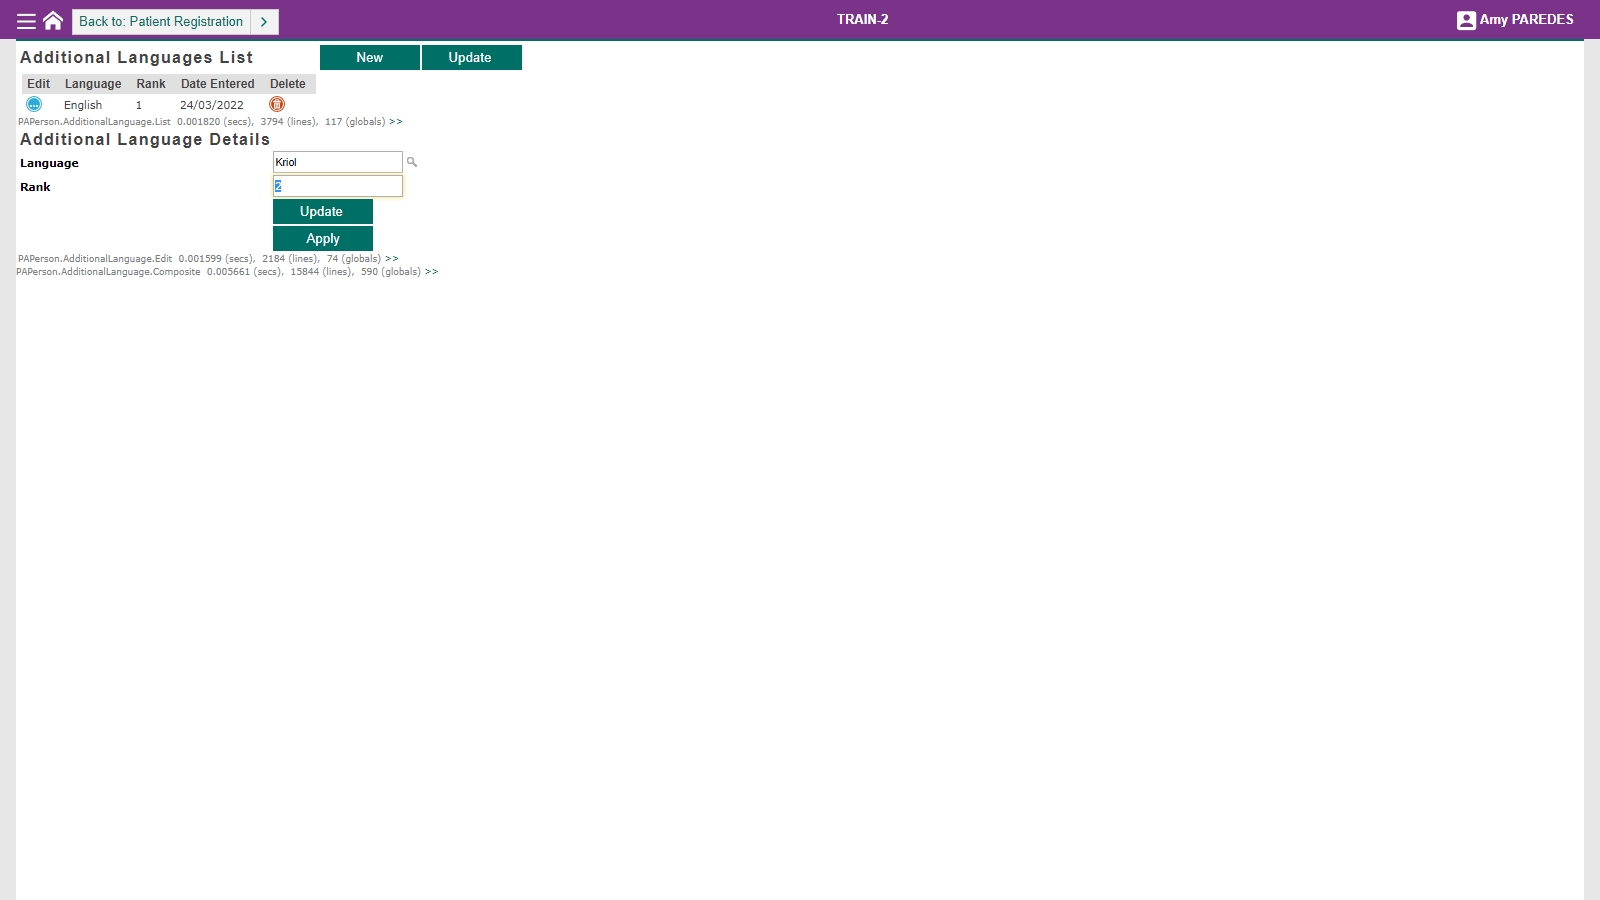 Back to: Patient Registration >
TRAIN-2
Amy PAREDES
Additional Languages List
New Update
Edit Language Rank Date Entered Delete
English 1 24/03/2022
PAPerson.AdditionalLanguage.List 0.001820 (secs), 3794 (lines), 117 (globals) >>
Additional Language Details
Language Kriol
Rank 2
Update
Apply
PAPerson.AdditionalLanguage.Edit 0.001599 (secs), 2184 (lines), 74 (globals) >>
PAPerson.AdditionalLanguage.Composite 0.005661 (secs), 15844 (lines), 590 (globals) >>